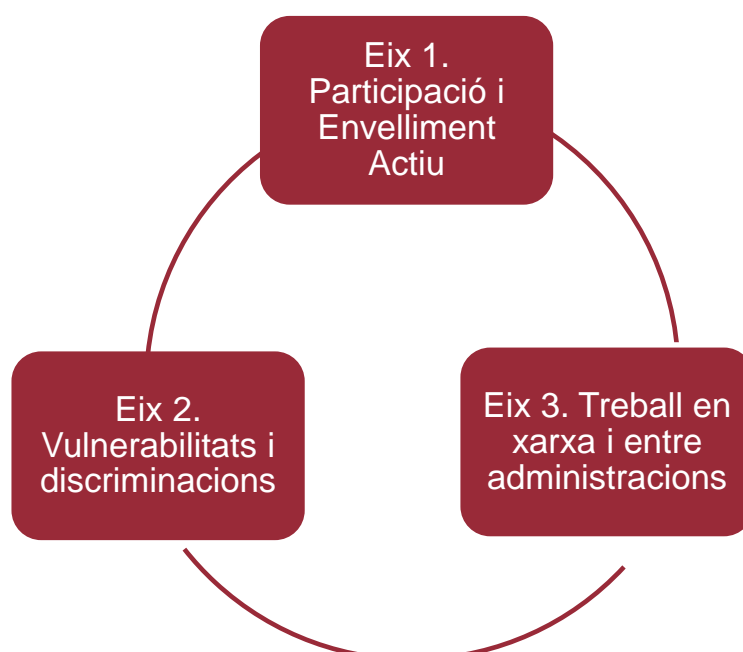 Eix 1.
Participació i
Envelliment
Actiu
Eix 2.
Vulnerabilitats i
discriminacions
Eix 3. Treball en
xarxa i entre
administracions